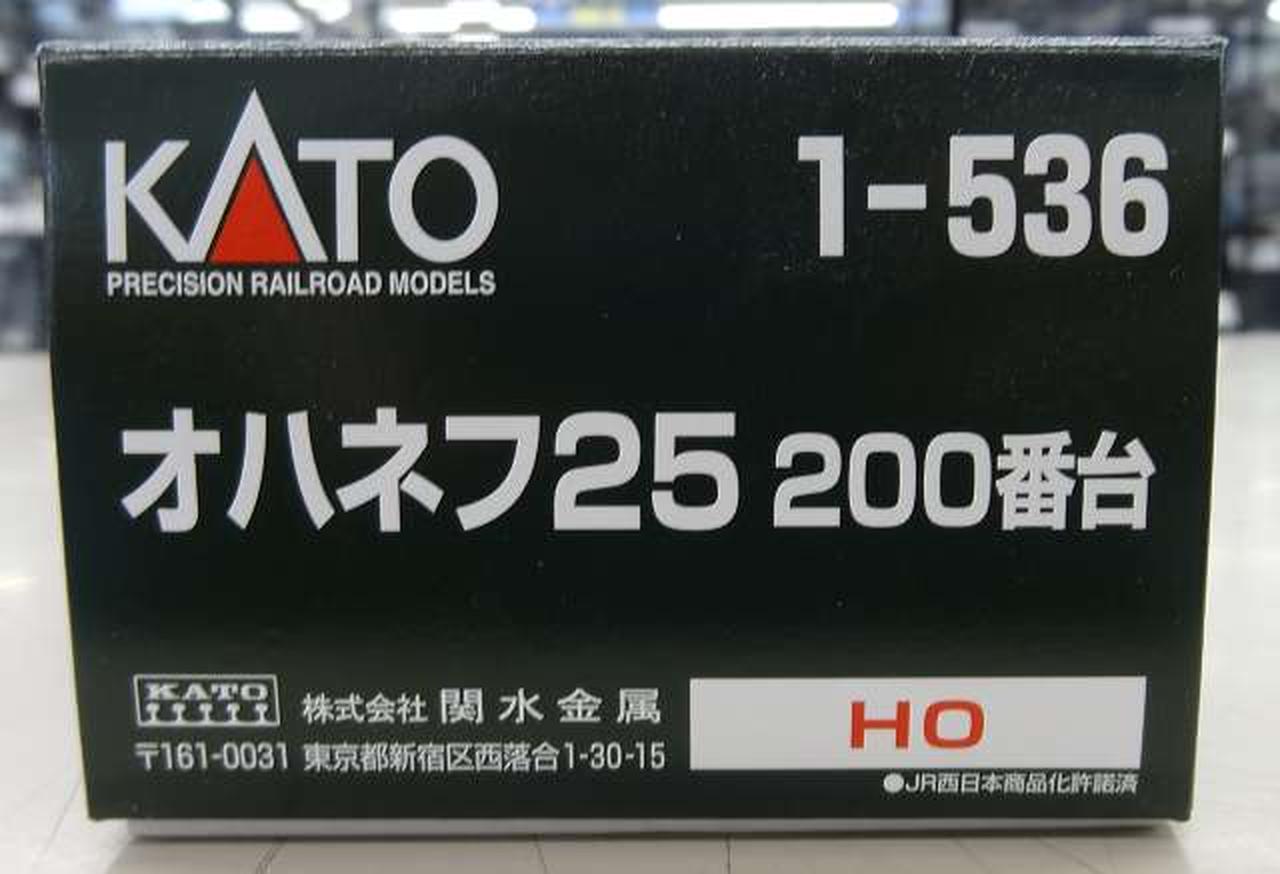 KATO 1-536
PRECISION RAILROAD MODELS
オハネフ25 200番台
KATO 株式会社 関水金属
〒161-0031 東京都新宿区西落合1-30-15
HO
●JR西日本商品化許諾済